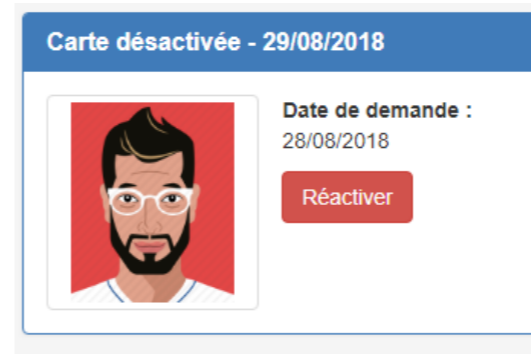 Carte désactivée - 29/08/2018
Date de demande :
28/08/2018
Réactiver